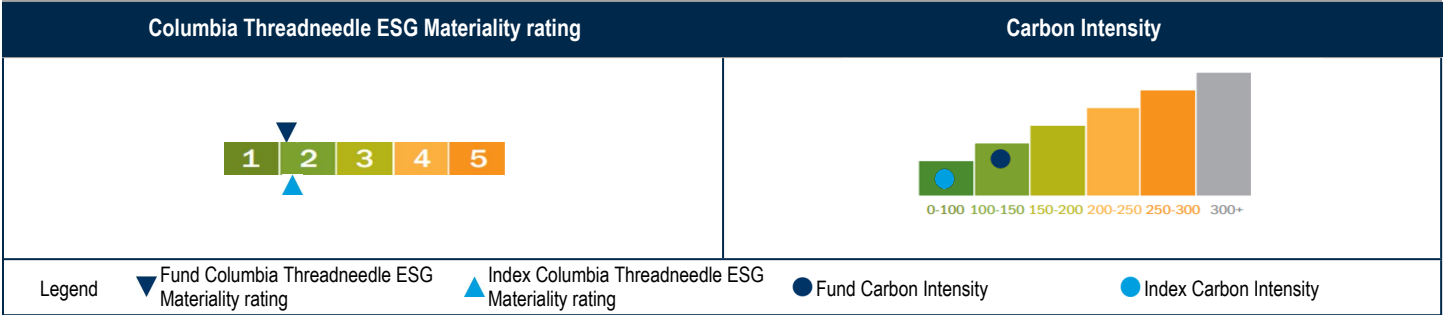 Columbia Threadneedle ESG Materiality rating
Carbon Intensity
1 2 3 4 5
0-100 100-150 150-200 200-250 250-300 300+
Legend
Fund Columbia Threadneedle ESG
Materiality rating
Index Columbia Threadneedle ESG
Materiality rating
Fund Carbon Intensity
Index Carbon Intensity